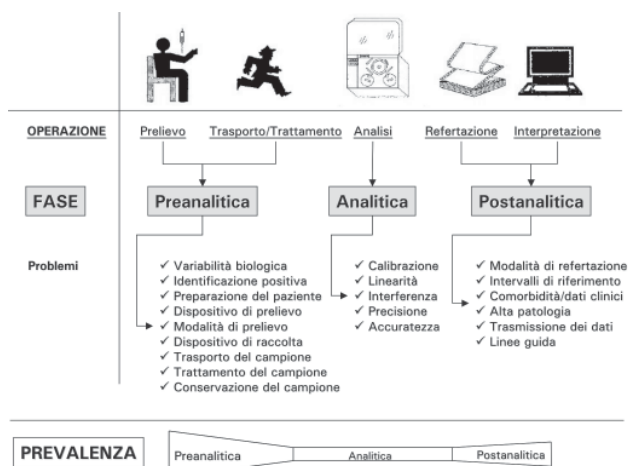 OPERAZIONE Prelievo Trasporto/Trattamento Analisi Refertazione Interpretazione
FASE Preanalitica Analitica Postanalitica
Problemi
✓ Variabilità biologica
✓ Identificazione positiva
✓ Preparazione del paziente
✓ Dispositivo di prelievo
✓ Modalità di prelievo
✓ Dispositivo di raccolta
✓ Trasporto del campione
✓ Trattamento del campione
✓ Conservazione del campione
✓ Calibrazione
✓ Linearità
✓ Interferenza
✓ Precisione
✓ Accuratezza
✓ Modalità di refertazione
✓ Intervalli di riferimento
✓ Comorbidità/dati clinici
✓ Alta patologia
✓ Trasmissione dei dati
✓ Linee guida
PREVALENZA Preanalitica Analitica Postanalitica